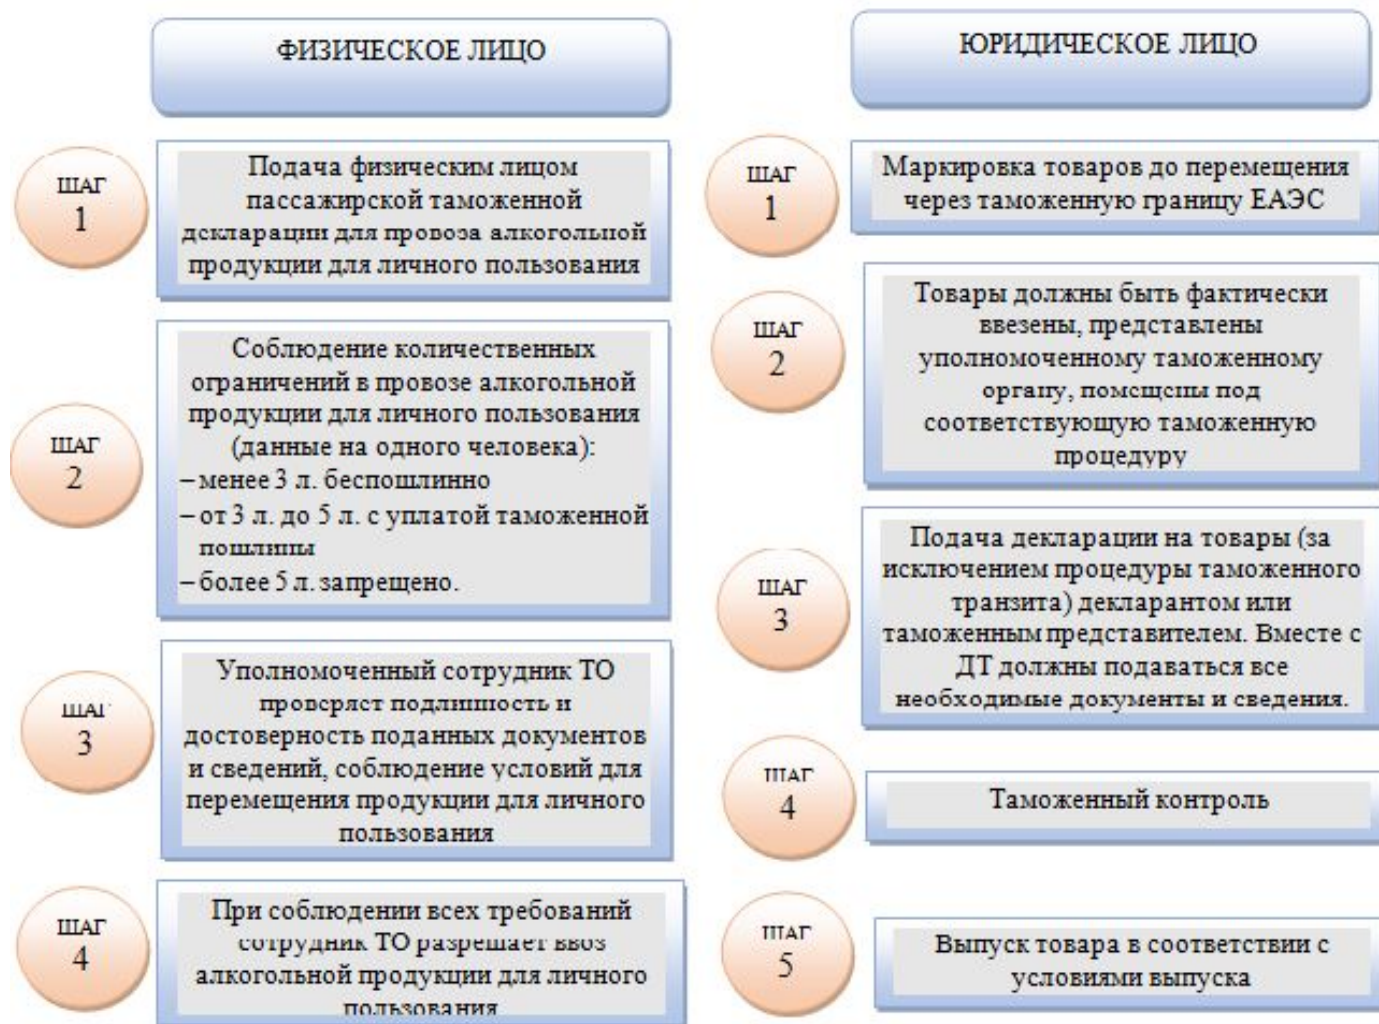 ФИЗИЧЕСКОЕ ЛИЦО
ШАГ
1
Подача физическим лицом
пассажирской таможенной
декларации для провоза алкогольной
продукции для личного пользования
ШАГ
2
Соблюдение количественных
ограничений в провозе алкогольной
продукции для личного пользования
(данные на одного человека):
– менее 3 л. беспошлинно
– от 3 л. до 5 л. с уплатой таможенной
пошлины
– более 5 л. запрещено.
ШАГ
3
Уполномоченный сотрудник ТО
проверяет подлинность и
достоверность поданных документов
и сведений, соблюдение условий для
перемещения продукции для личного
пользования
ШАГ
4
При соблюдении всех требований
сотрудник ТО разрешает ввоз
алкогольной продукции для личного
пользования
ЮРИДИЧЕСКОЕ ЛИЦО
ШАГ
1
Маркировка товаров до перемещения
через таможенную границу ЕАЭС
ШАГ
2
Товары должны быть фактически
ввезены, представлены
уполномоченному таможенному
органу, помещены под
соответствующую таможенную
процедуру
ШАГ
3
Подача декларации на товары (за
исключением процедуры таможенного
транзита) декларантом или
таможенным представителем. Вместе с
ДТ должны подаваться все
необходимые документы и сведения.
ШАГ
4
Таможенный контроль
ШАГ
5
Выпуск товара в соответствии с
условиями выпуска